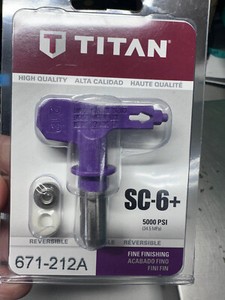 TITAN
HIGH QUALITY ALTA CALIDAD HAUTE QUALITÉ
SC-6+
5000 PSI
(34.5 MPa)
REVERSIBLE REVERSIBLE
671-212A
FINE FINISHING
ACABADO FINO
FINI FIN